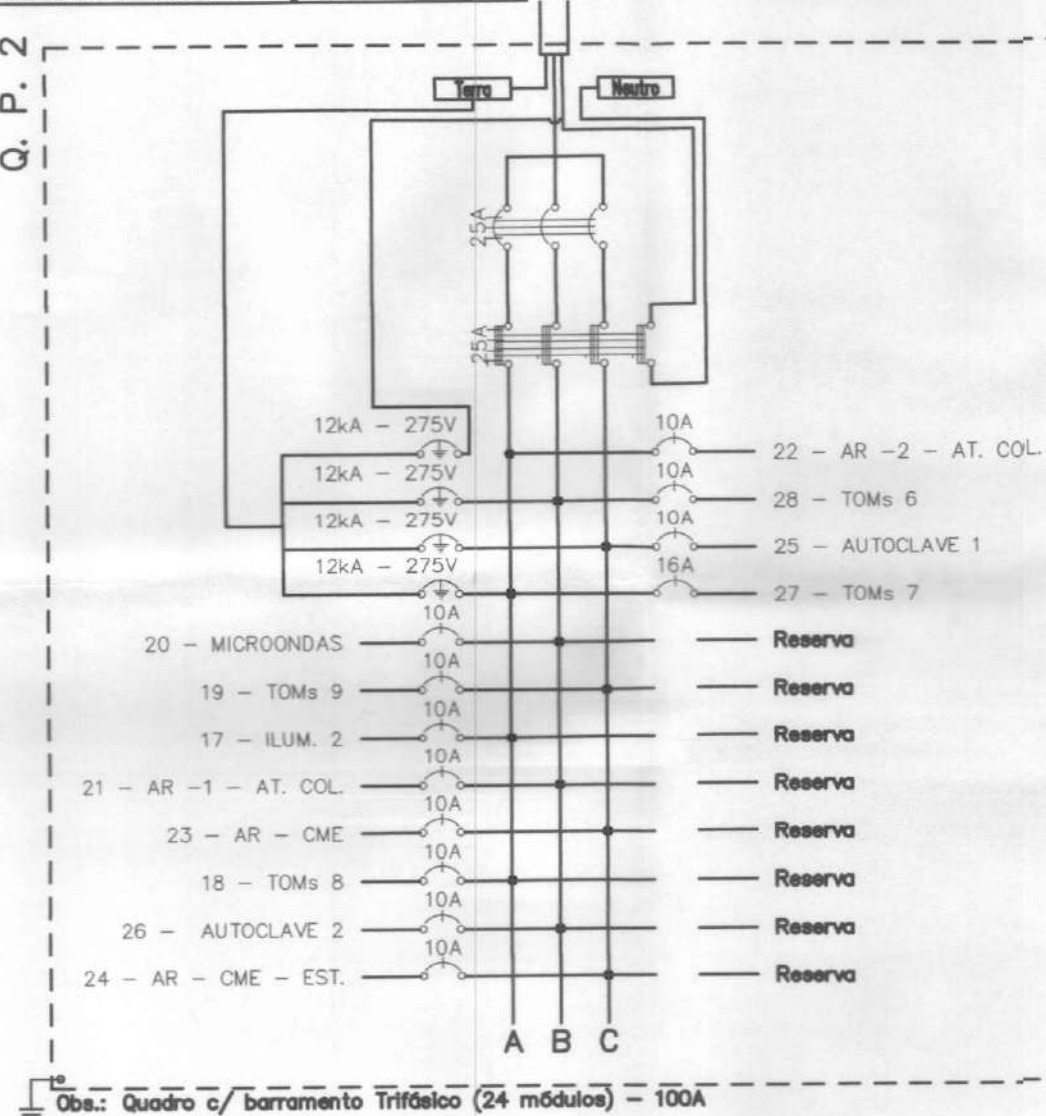 Q. P. 2
Terra
Neutro
25A
25A
12kA - 275V
10A
22 - AR -2 - AT. COL.
12kA - 275V
10A
28 - TOMs 6
12kA - 275V
10A
25 - AUTOCLAVE 1
12kA - 275V
16A
27 - TOMs 7
10A
20 - MICROONDAS
Reserva
10A
19 - TOMs 9
Reserva
10A
17 - ILUM. 2
Reserva
10A
21 - AR -1 - AT. COL.
Reserva
10A
23 - AR - CME
Reserva
10A
18 - TOMs 8
Reserva
10A
26 - AUTOCLAVE 2
Reserva
10A
24 - AR - CME - EST.
Reserva
A B C
Obs.: Quadro c/ barramento Trifásico (24 módulos) - 100A